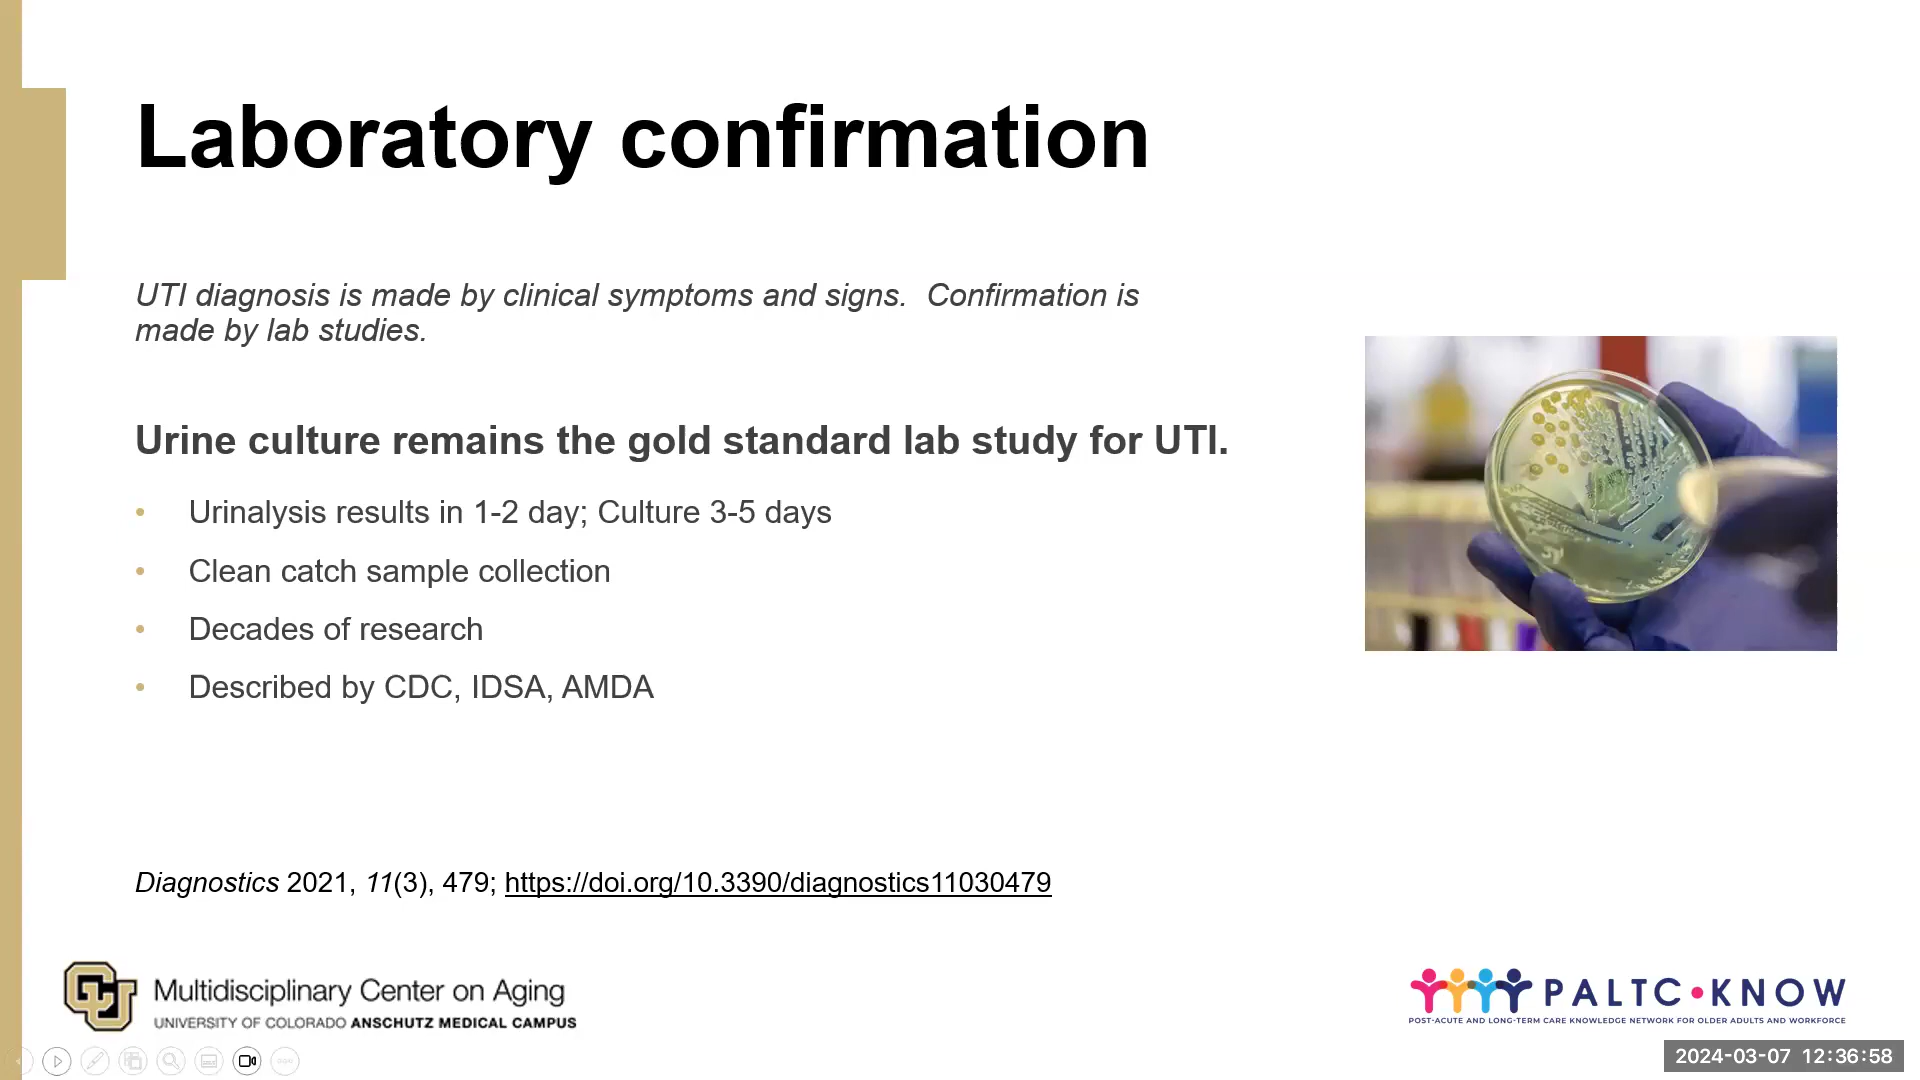 Laboratory confirmation
UTI diagnosis is made by clinical symptoms and signs.  Confirmation is
made by lab studies.
Urine culture remains the gold standard lab study for UTI.
• Urinalysis results in 1-2 day; Culture 3-5 days
• Clean catch sample collection
• Decades of research
• Described by CDC, IDSA, AMDA
Diagnostics 2021, 11(3), 479; https://doi.org/10.3390/diagnostics11030479
CU
Multidisciplinary Center on Aging
UNIVERSITY OF COLORADO ANSCHUTZ MEDICAL CAMPUS
PALTC•KNOW
POST-ACUTE AND LONG-TERM CARE KNOWLEDGE NETWORK FOR OLDER ADULTS AND WORKFORCE
2024-03-07 12:36:58